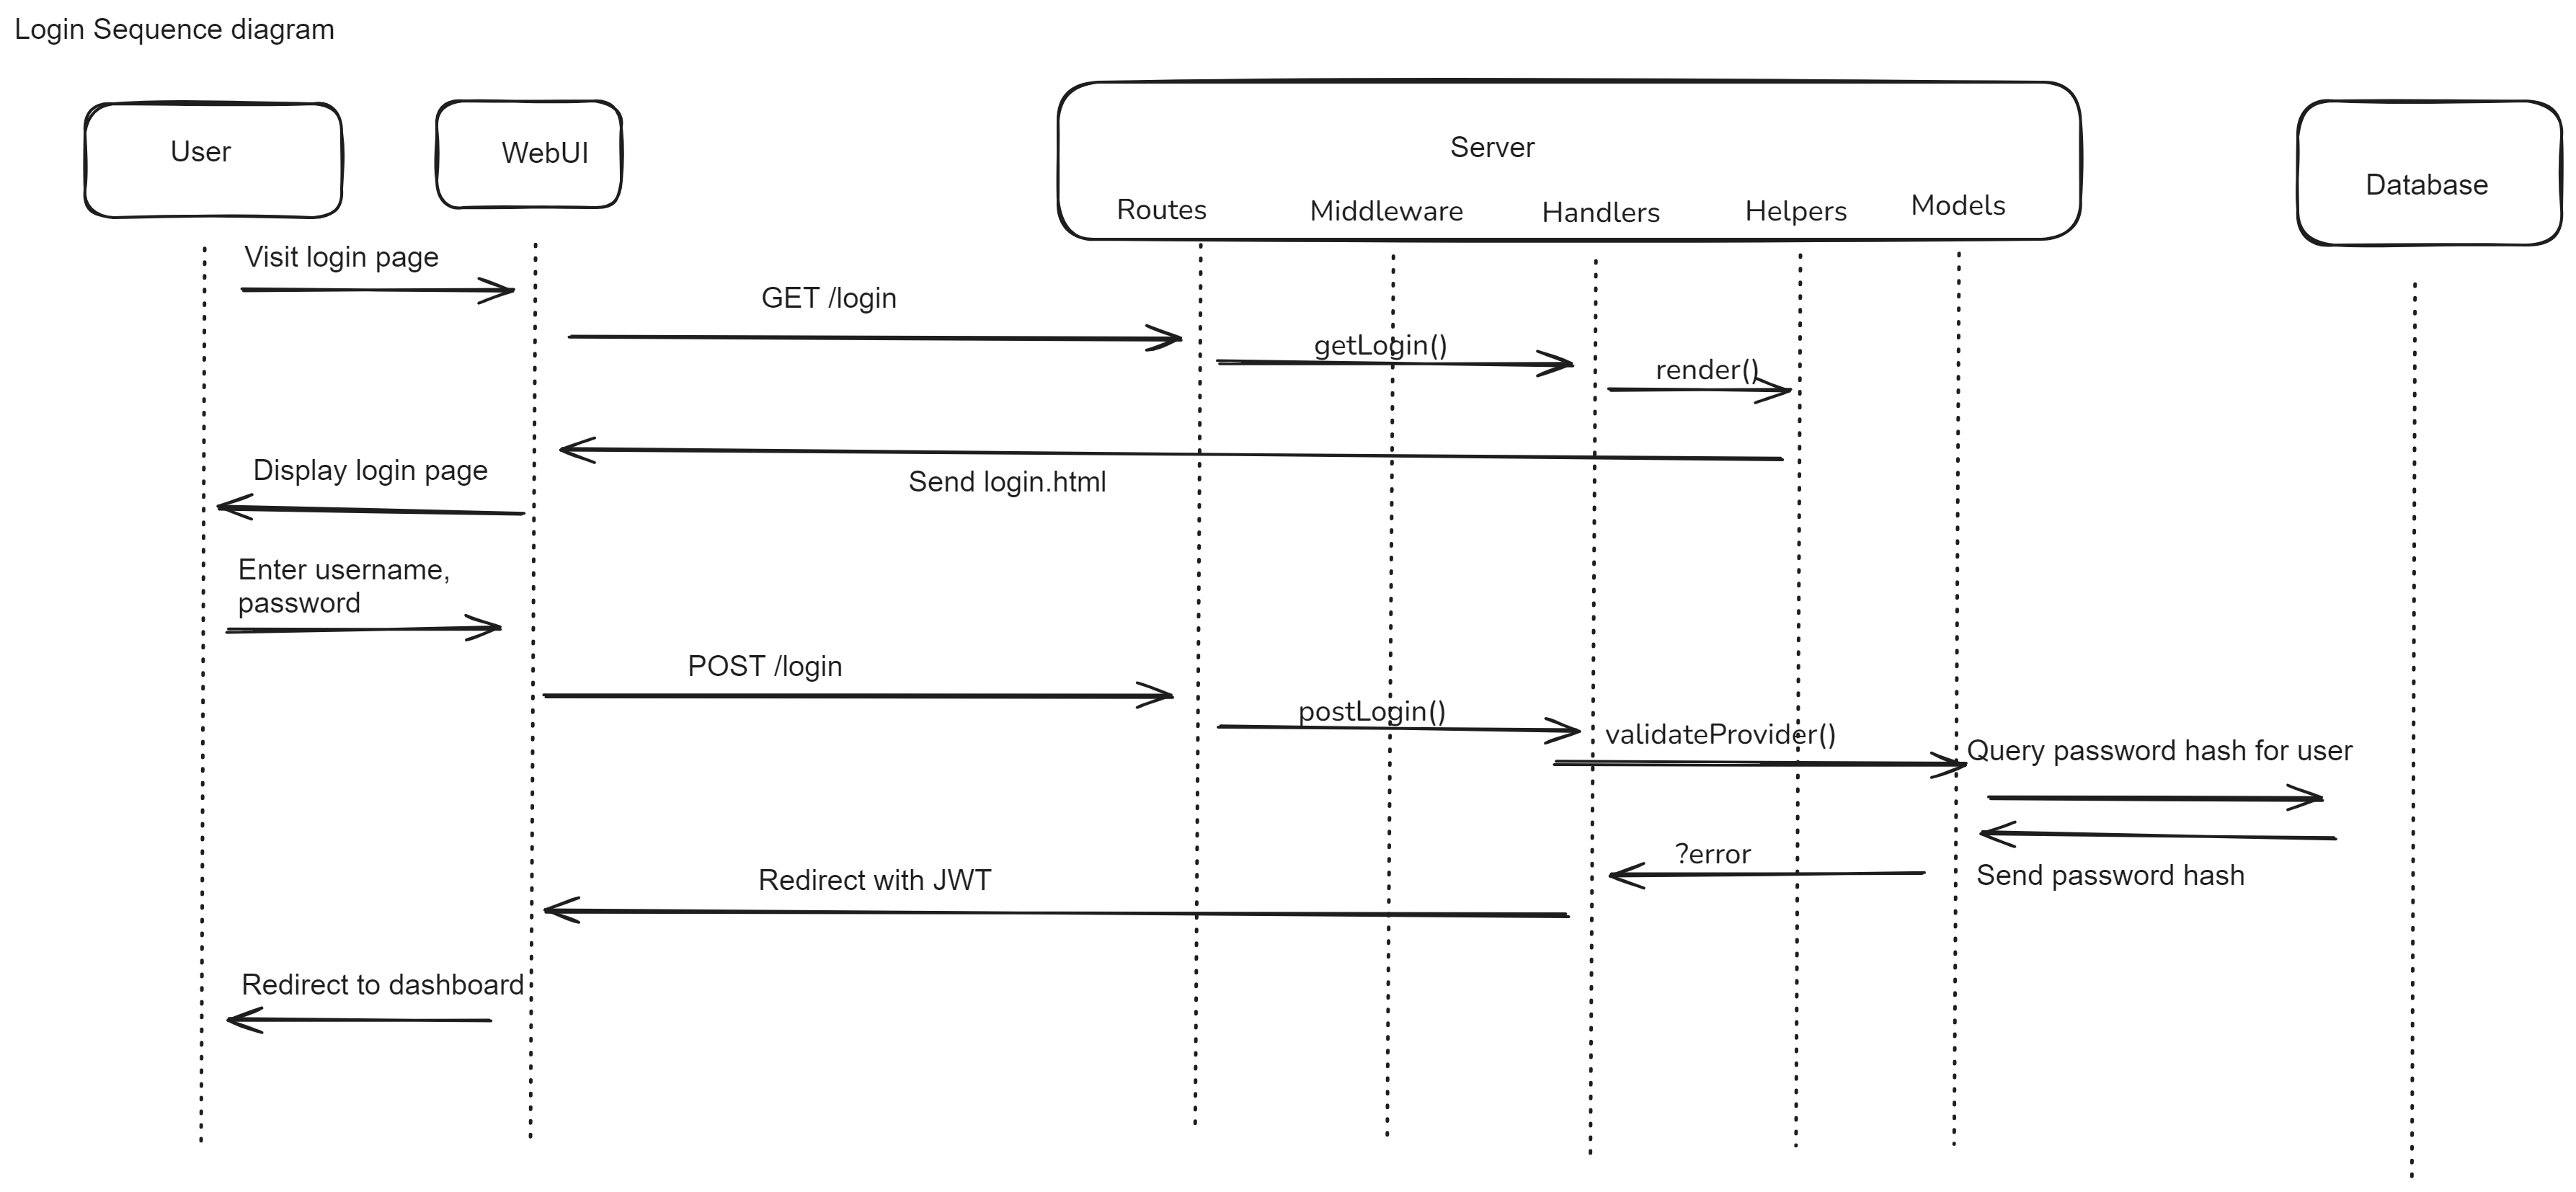 Login Sequence diagram
User
WebUI
Server
Routes
Middleware
Handlers
Helpers
Models
Database
Visit login page
GET /login
getLogin()
render()
Send login.html
Display login page
Enter username,
password
POST /login
postLogin()
validateProvider()
Query password hash for user
Send password hash
?error
Redirect with JWT
Redirect to dashboard